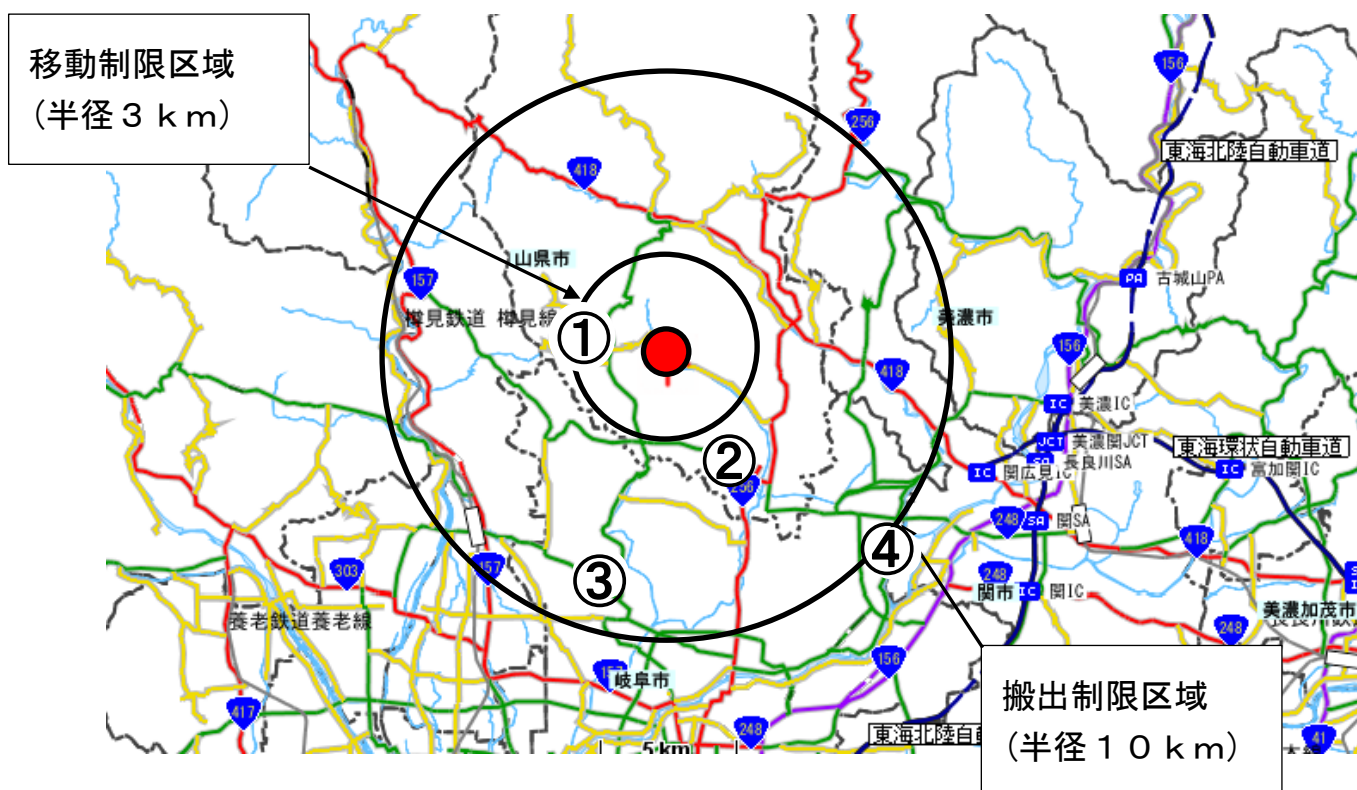 移動制限区域
(半径３ｋｍ)
156
256
東海北陸自動車道
418
山県市
157
古城山PA
PA
樽見鉄道 樽見線
①
美濃市
156
418
IC
美濃IC
JCT
美濃関JCT
東海環状自動車道
②
長良川SA
IC
関広見IC
IC
富加関IC
256
248
SA
関SA
④
418
303
157
③
248
関市
IC
関IC
美濃加茂市
養老鉄道養老線
248
156
157
岐阜市
搬出制限区域
(半径１０ｋｍ)
417
248
東海北陸自動
41
5 km